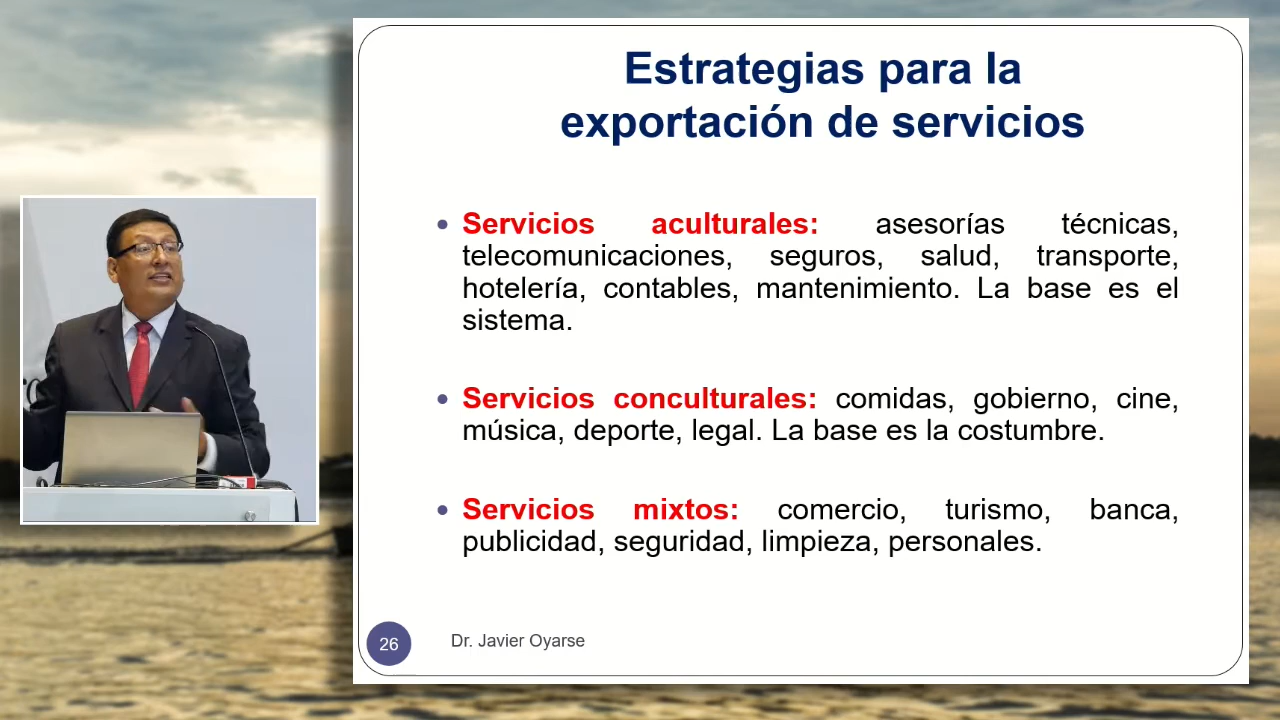 Estrategias para la
exportación de servicios
• Servicios aculturales: asesorías técnicas,
telecomunicaciones, seguros, salud, transporte,
hotelería, contables, mantenimiento. La base es el
sistema.
• Servicios conculturales: comidas, gobierno, cine,
música, deporte, legal. La base es la costumbre.
• Servicios mixtos: comercio, turismo, banca,
publicidad, seguridad, limpieza, personales.
26
Dr. Javier Oyarse